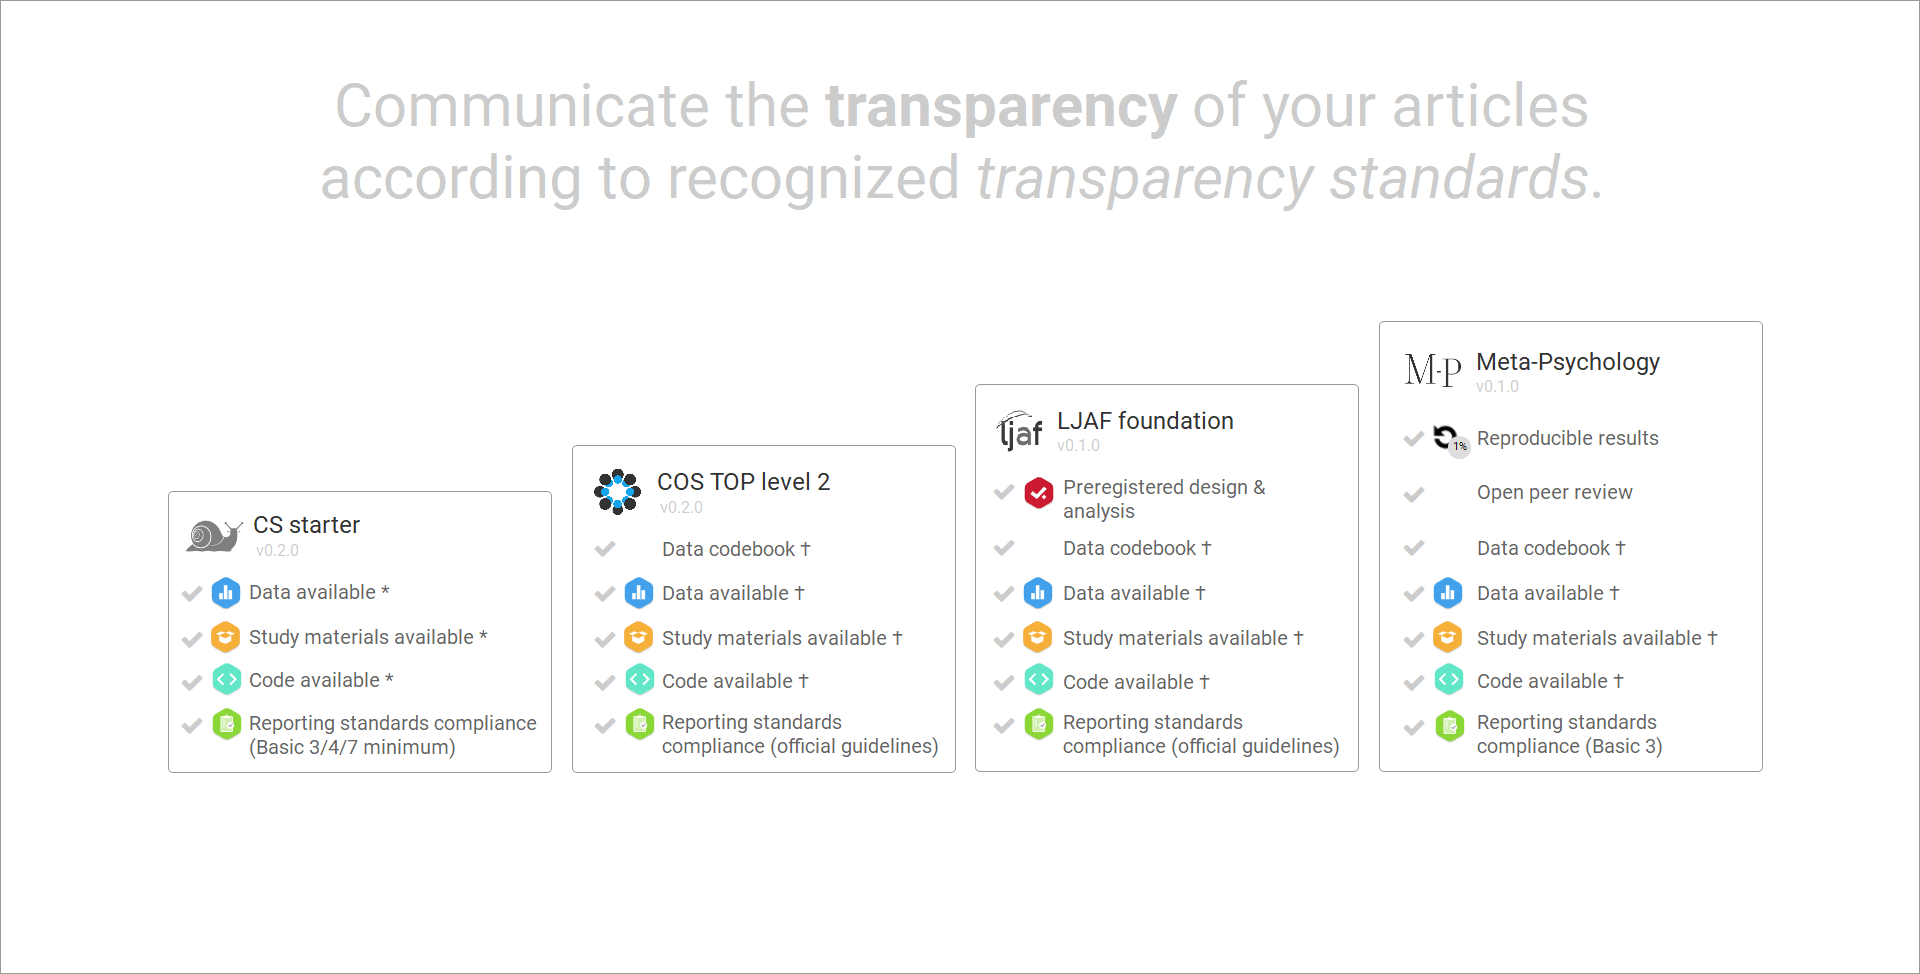 Communicate the transparency of your articles
according to recognized transparency standards.
CS starter
v0.2.0
Data available *
Study materials available *
Code available *
Reporting standards compliance
(Basic 3/4/7 minimum)
COS TOP level 2
v0.2.0
Data codebook †
Data available †
Study materials available †
Code available †
Reporting standards
compliance (official guidelines)
ljaf
LJAF foundation
v0.1.0
Preregistered design &
analysis
Data codebook †
Data available †
Study materials available †
Code available †
Reporting standards
compliance (official guidelines)
M-P
Meta-Psychology
v0.1.0
1%
Reproducible results
Open peer review
Data codebook †
Data available †
Study materials available †
Code available †
Reporting standards
compliance (Basic 3)